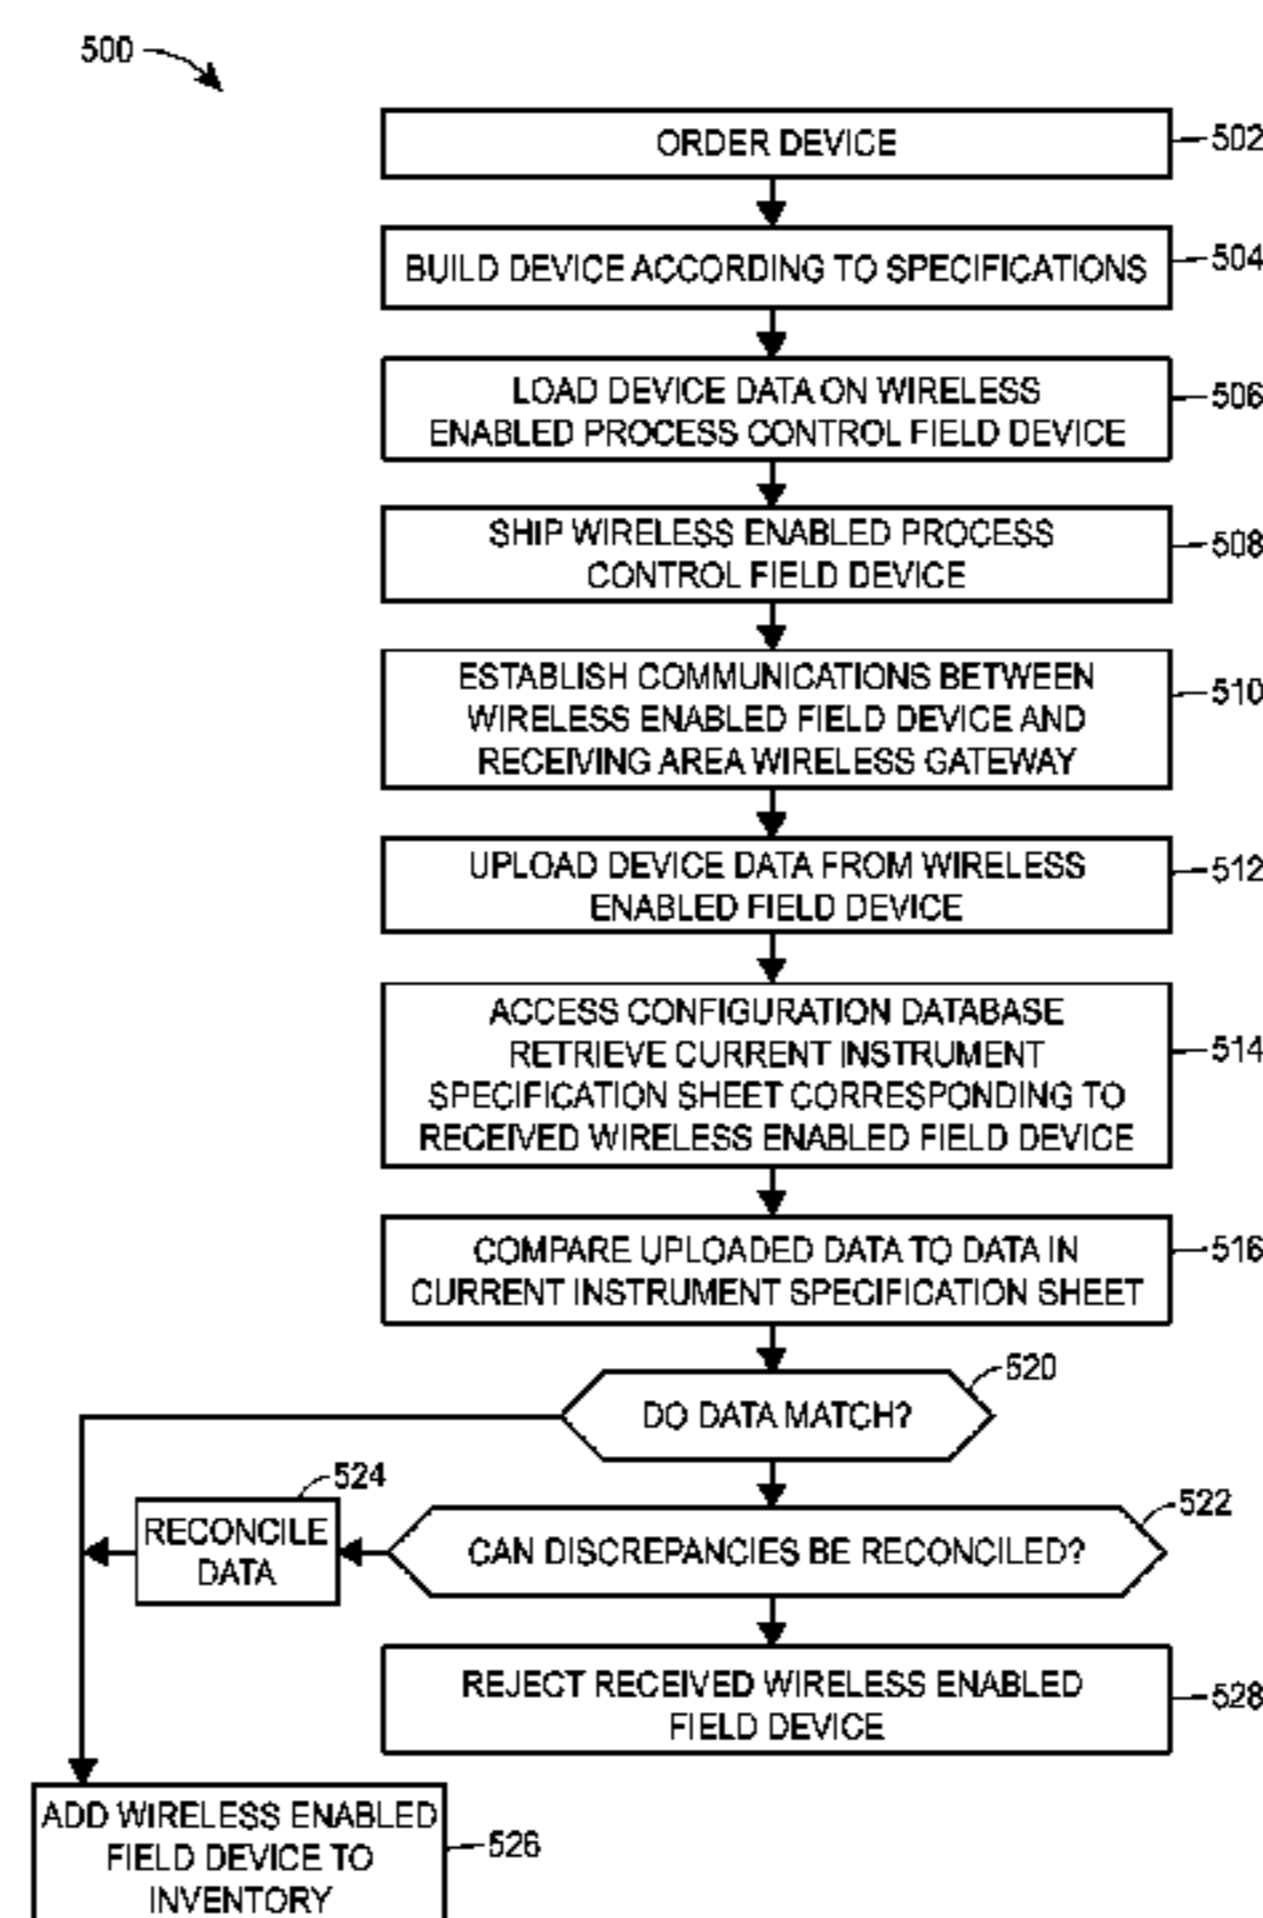 500
ORDER DEVICE
502
BUILD DEVICE ACCORDING TO SPECIFICATIONS
504
LOAD DEVICE DATA ON WIRELESS
ENABLED PROCESS CONTROL FIELD DEVICE
506
SHIP WIRELESS ENABLED PROCESS
CONTROL FIELD DEVICE
508
ESTABLISH COMMUNICATIONS BETWEEN
WIRELESS ENABLED FIELD DEVICE AND
RECEIVING AREA WIRELESS GATEWAY
510
UPLOAD DEVICE DATA FROM WIRELESS
ENABLED FIELD DEVICE
512
ACCESS CONFIGURATION DATABASE
RETRIEVE CURRENT INSTRUMENT
SPECIFICATION SHEET CORRESPONDING TO
RECEIVED WIRELESS ENABLED FIELD DEVICE
514
COMPARE UPLOADED DATA TO DATA IN
CURRENT INSTRUMENT SPECIFICATION SHEET
516
520
DO DATA MATCH?
524
RECONCILE
DATA
522
CAN DISCREPANCIES BE RECONCILED?
REJECT RECEIVED WIRELESS ENABLED
FIELD DEVICE
528
ADD WIRELESS ENABLED
FIELD DEVICE TO
INVENTORY
526